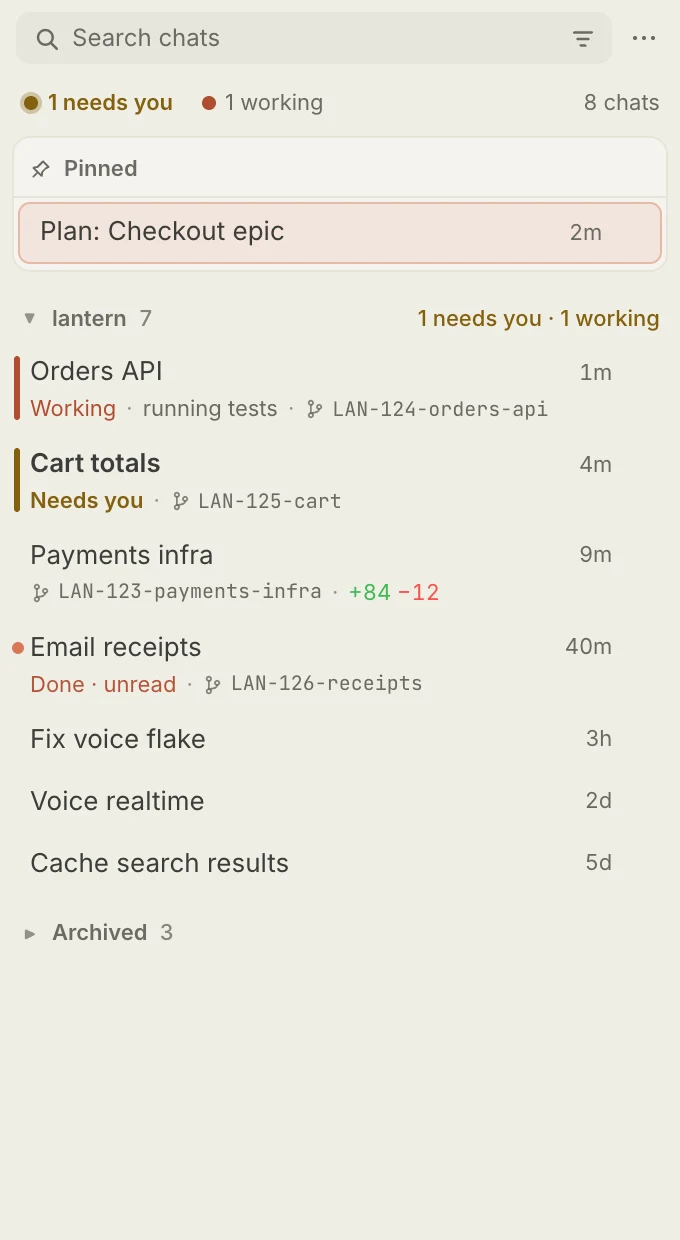 Search chats
1 needs you 1 working 8 chats
Pinned
Plan: Checkout epic 2m
lantern 7 1 needs you · 1 working
Orders API 1m
Working · running tests · LAN-124-orders-api
Cart totals 4m
Needs you · LAN-125-cart
Payments infra 9m
LAN-123-payments-infra · +84 −12
Email receipts 40m
Done · unread · LAN-126-receipts
Fix voice flake 3h
Voice realtime 2d
Cache search results 5d
Archived 3